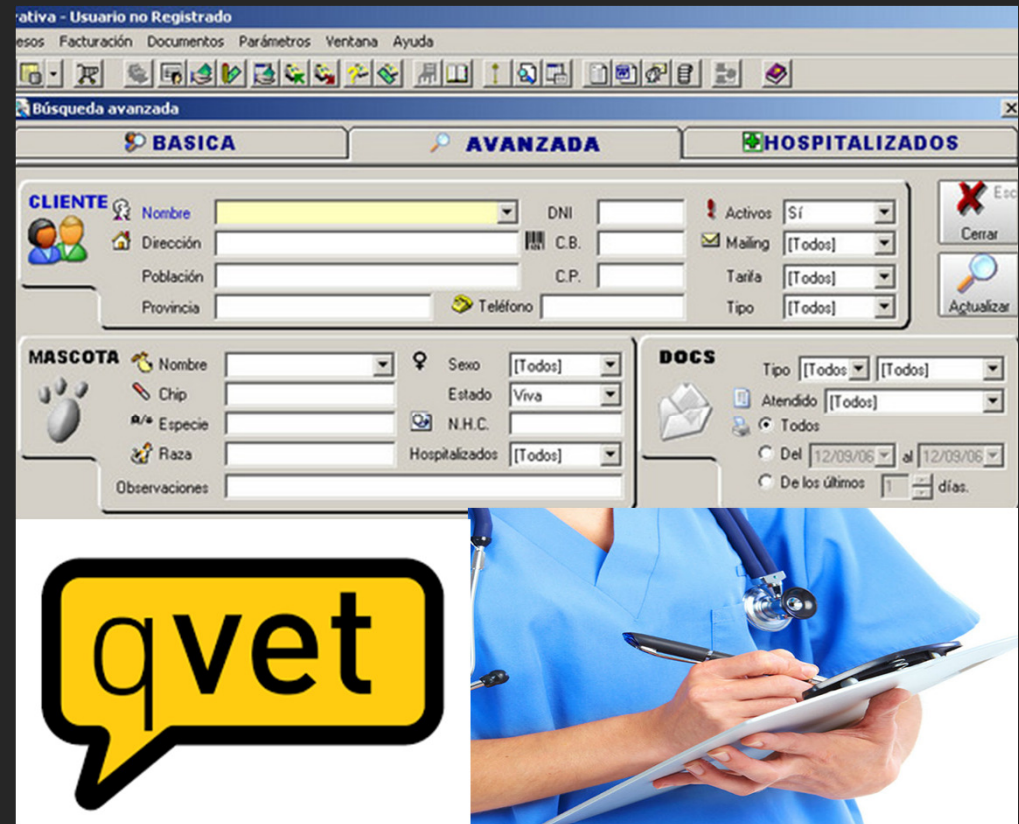 rativa - Usuario no Registrado
esos Facturación Documentos Parámetros Ventana Ayuda
Búsqueda avanzada
BASICA AVANZADA HOSPITALIZADOS
CLIENTE
Nombre DNI Activos Sí
Dirección C.B. Mailing [Todos]
Población C.P. Tarifa [Todos]
Provincia Teléfono Tipo [Todos]
Esc
Cerrar
Actualizar
MASCOTA
Nombre Sexo [Todos]
Chip Estado Viva
R/e Especie N.H.C.
Raza Hospitalizados [Todos]
Observaciones
DOCS
Tipo [Todos [Todos]
Atendido [Todos]
Todos
Del 12/09/06 al 12/09/06
De los últimos 1 días.
qvet